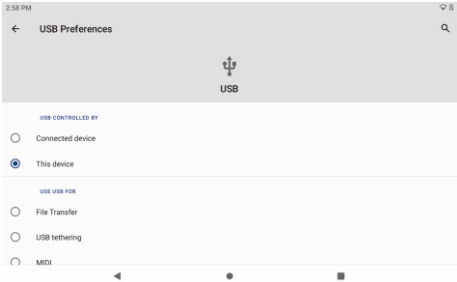 2:58 PM
USB Preferences
USB
USB CONTROLLED BY
Connected device
This device
USE USB FOR
File Transfer
USB tethering
MIDI